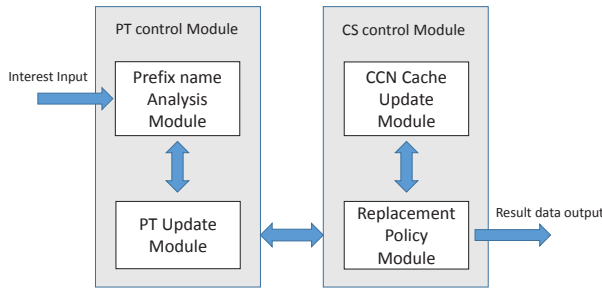 PT control Module
CS control Module
Interest Input
Prefix name
Analysis
Module
CCN Cache
Update
Module
PT Update
Module
Replacement
Policy
Module
Result data output